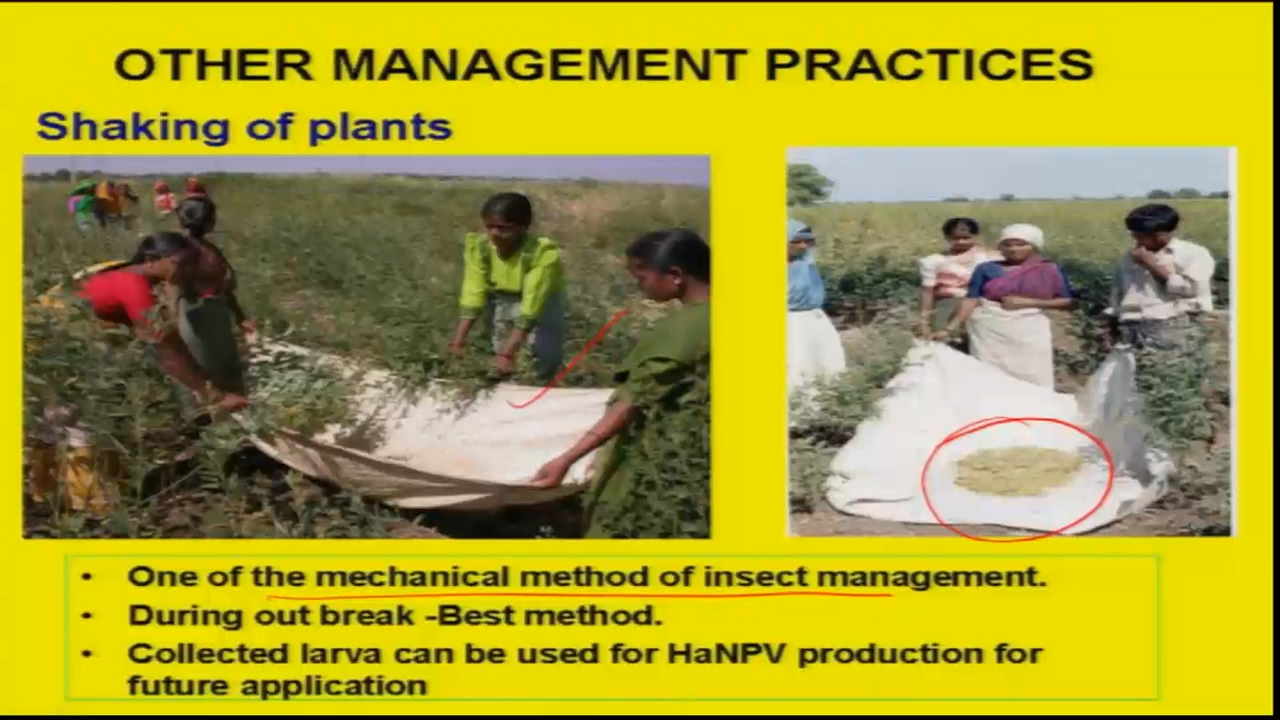 OTHER MANAGEMENT PRACTICES
Shaking of plants
• One of the mechanical method of insect management.
• During out break -Best method.
• Collected larva can be used for HaNPV production for
future application